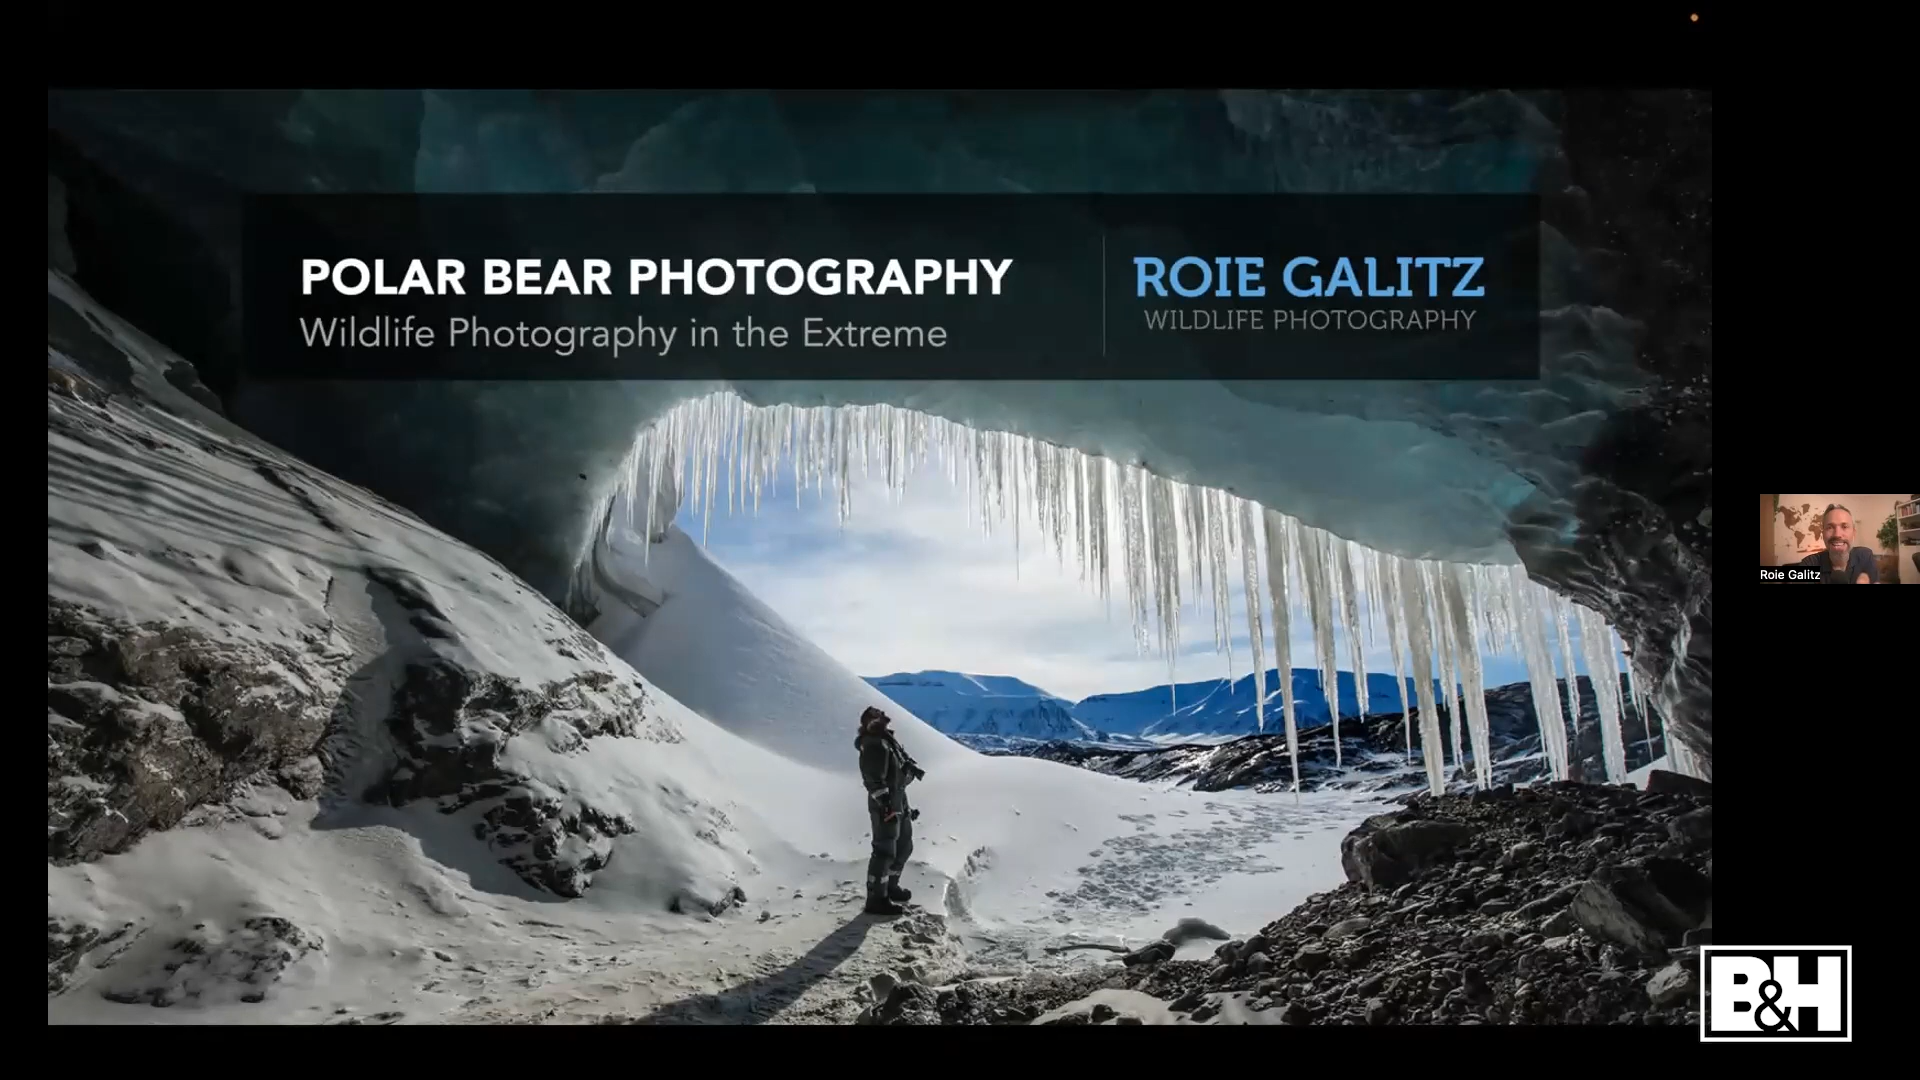 POLAR BEAR PHOTOGRAPHY
Wildlife Photography in the Extreme
ROIE GALITZ
WILDLIFE PHOTOGRAPHY
Roie Galitz
B&H